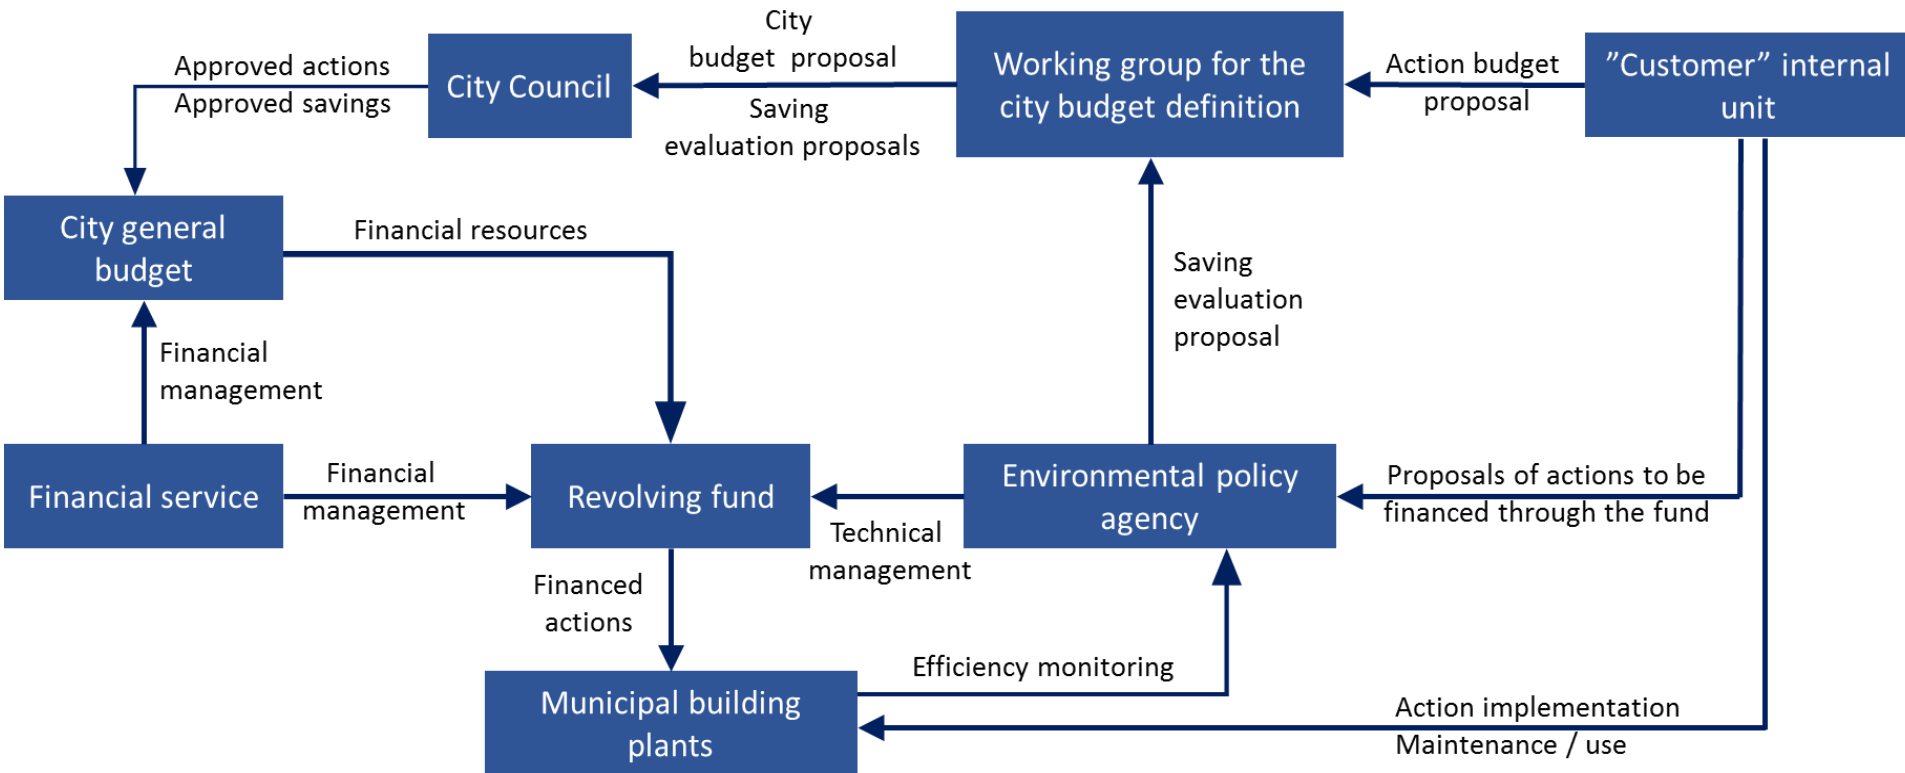 City
budget proposal
Saving
evaluation proposals
Approved actions
Approved savings
City Council
Working group for the
city budget definition
Action budget
proposal
”Customer” internal
unit
City general
budget
Financial resources
Saving
evaluation
proposal
Financial
management
Financial service
Financial
management
Revolving fund
Technical
management
Environmental policy
agency
Proposals of actions to be
financed through the fund
Financed
actions
Efficiency monitoring
Municipal building
plants
Action implementation
Maintenance / use